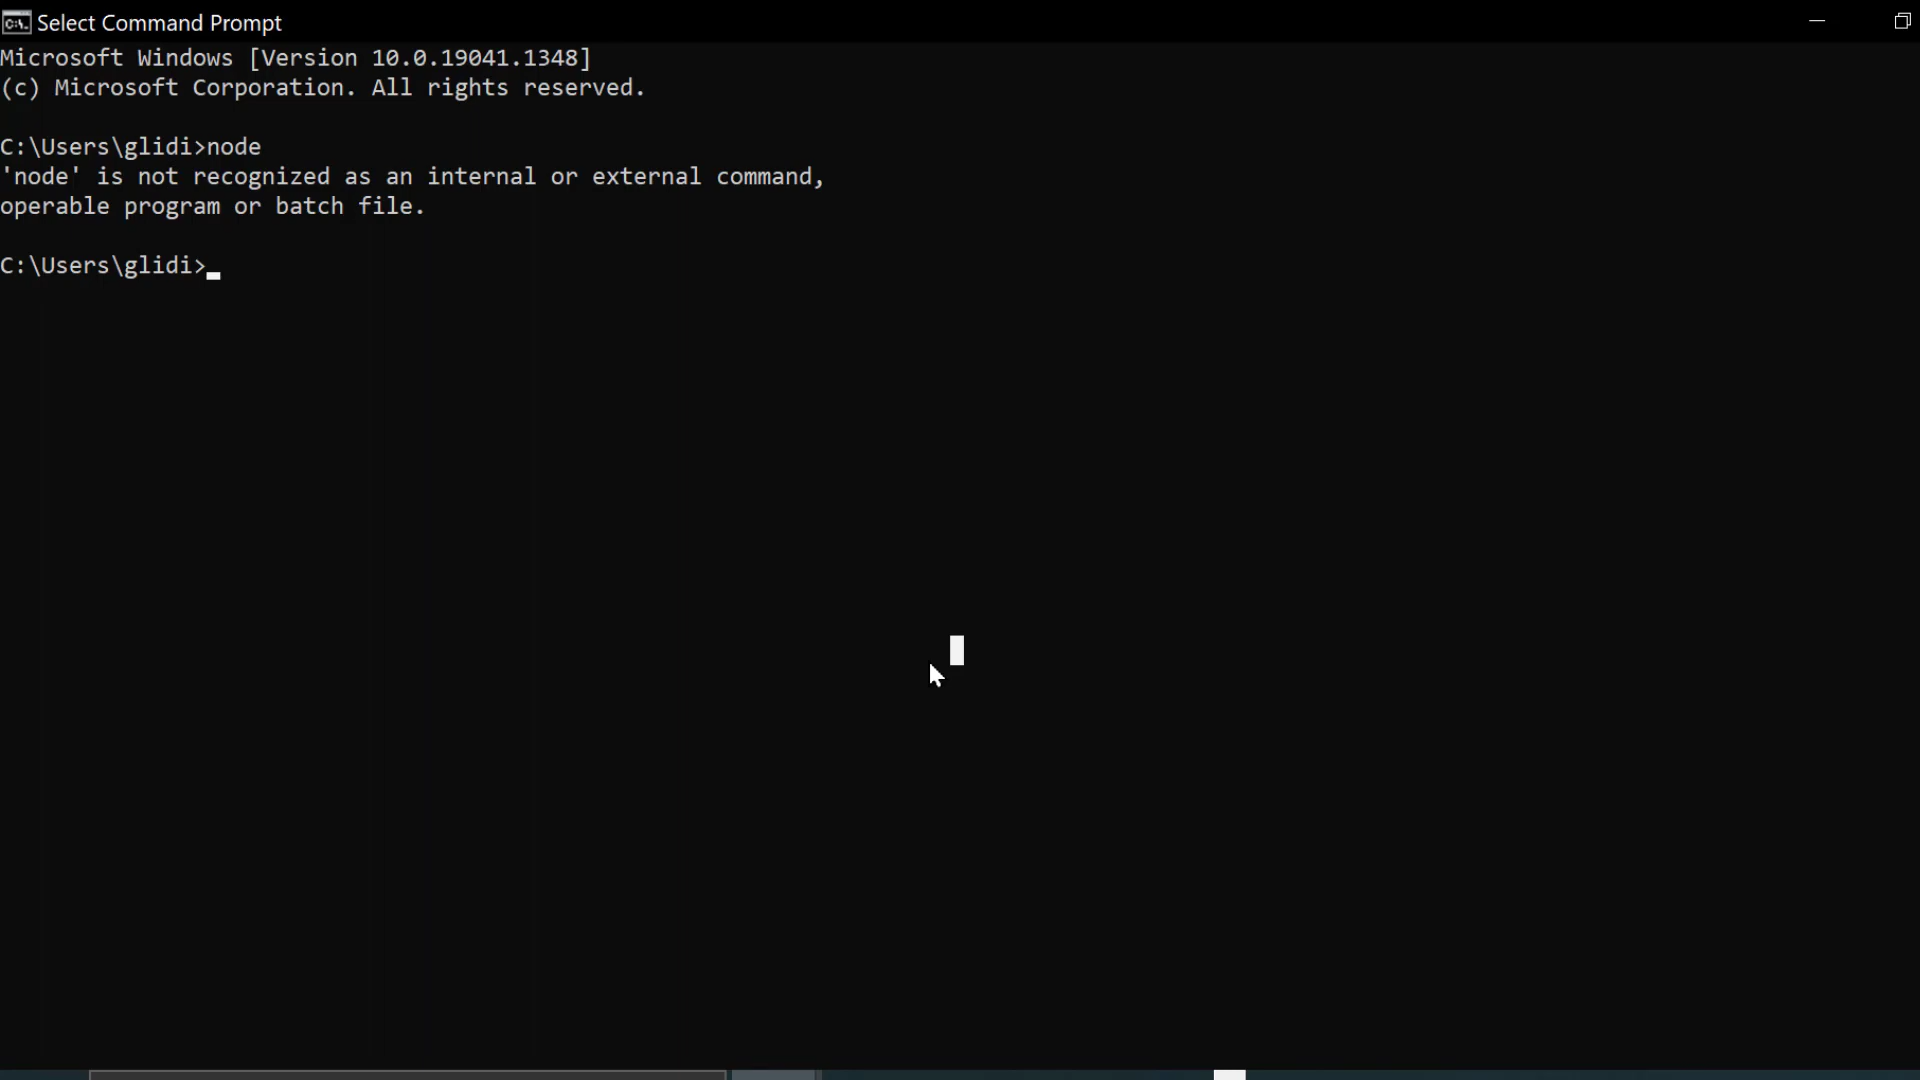 Select Command Prompt
Microsoft Windows [Version 10.0.19041.1348]
(c) Microsoft Corporation. All rights reserved.
C:\Users\glidi>node
'node' is not recognized as an internal or external command,
operable program or batch file.
C:\Users\glidi>